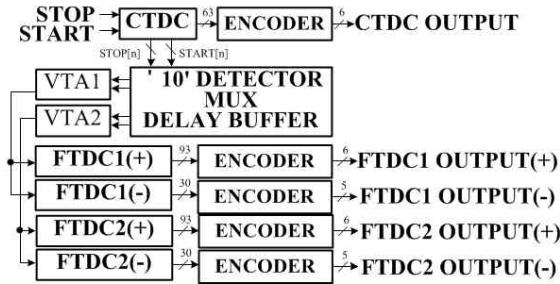 STOP
START
CTDC
63
ENCODER
6
CTDC OUTPUT
STOP[n]
START[n]
VTA1
VTA2
' 10' DETECTOR
MUX
DELAY BUFFER
FTDC1(+)
93
ENCODER
6
FTDC1 OUTPUT(+)
FTDC1(-)
30
ENCODER
5
FTDC1 OUTPUT(-)
FTDC2(+)
93
ENCODER
6
FTDC2 OUTPUT(+)
FTDC2(-)
30
ENCODER
5
FTDC2 OUTPUT(-)